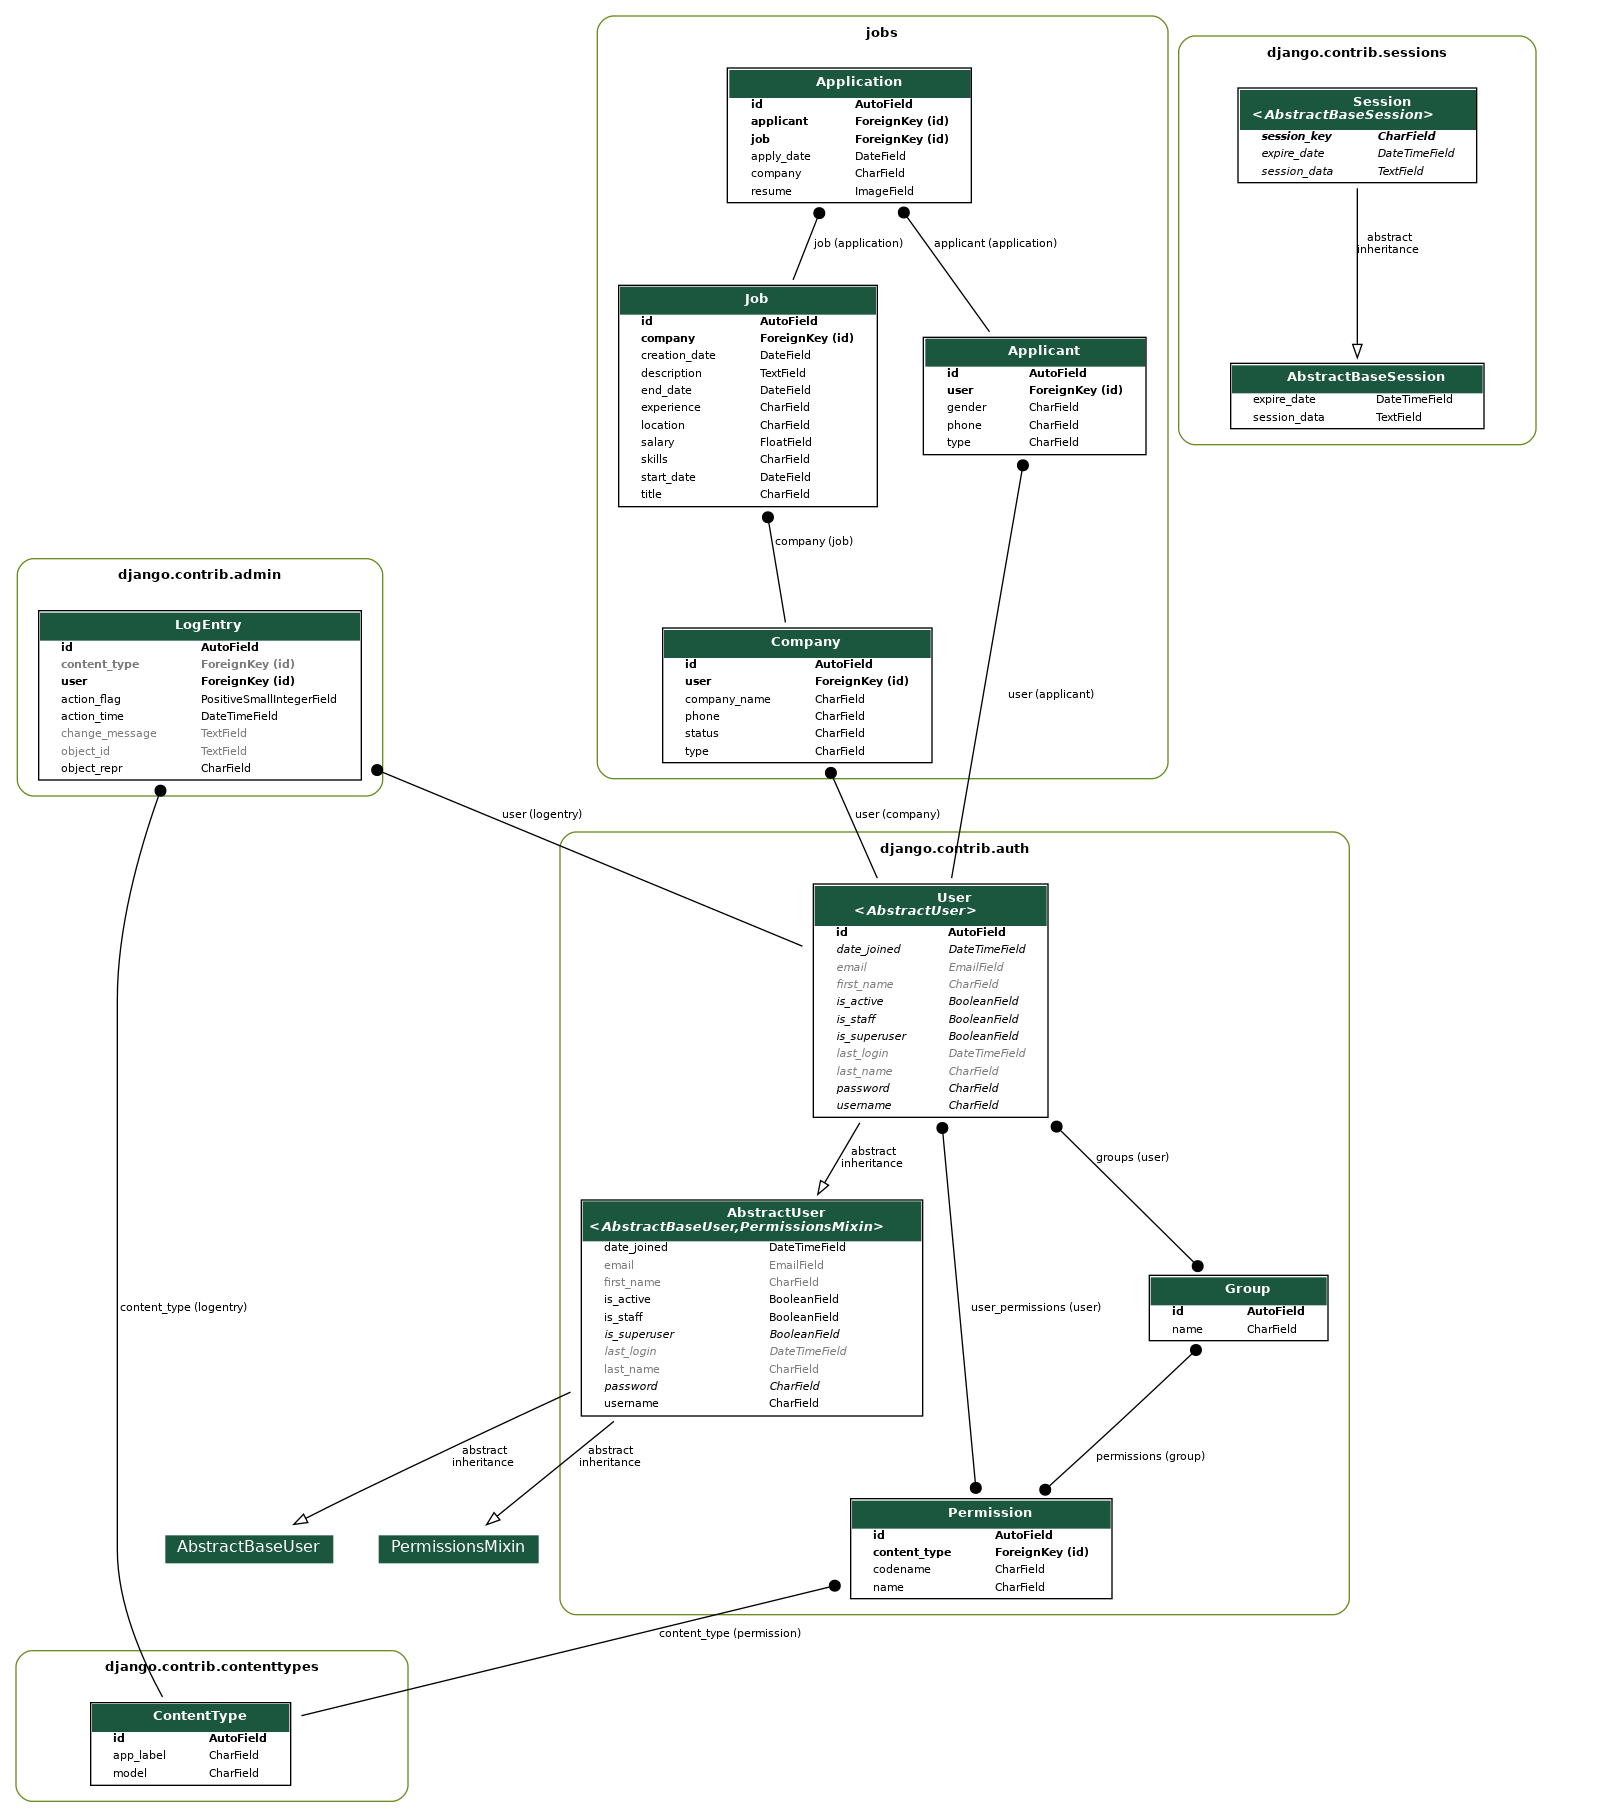 jobs
Application
id AutoField
applicant ForeignKey (id)
job ForeignKey (id)
apply_date DateField
company CharField
resume ImageField
job (application)
applicant (application)
Job
id AutoField
company ForeignKey (id)
creation_date DateField
description TextField
end_date DateField
experience CharField
location CharField
salary FloatField
skills CharField
start_date DateField
title CharField
Applicant
id AutoField
user ForeignKey (id)
gender CharField
phone CharField
type CharField
company (job)
Company
id AutoField
user ForeignKey (id)
company_name CharField
phone CharField
status CharField
type CharField
user (applicant)
user (company)
django.contrib.sessions
Session
<AbstractBaseSession>
session_key CharField
expire_date DateTimeField
session_data TextField
abstract
inheritance
AbstractBaseSession
expire_date DateTimeField
session_data TextField
django.contrib.admin
LogEntry
id AutoField
content_type ForeignKey (id)
user ForeignKey (id)
action_flag PositiveSmallIntegerField
action_time DateTimeField
change_message TextField
object_id TextField
object_repr CharField
user (logentry)
content_type (logentry)
django.contrib.auth
User
<AbstractUser>
id AutoField
date_joined DateTimeField
email EmailField
first_name CharField
is_active BooleanField
is_staff BooleanField
is_superuser BooleanField
last_login DateTimeField
last_name CharField
password CharField
username CharField
abstract
inheritance
groups (user)
user_permissions (user)
AbstractUser
<AbstractBaseUser,PermissionsMixin>
date_joined DateTimeField
email EmailField
first_name CharField
is_active BooleanField
is_staff BooleanField
is_superuser BooleanField
last_login DateTimeField
last_name CharField
password CharField
username CharField
Group
id AutoField
name CharField
permissions (group)
abstract
inheritance
abstract
inheritance
AbstractBaseUser
PermissionsMixin
Permission
id AutoField
content_type ForeignKey (id)
codename CharField
name CharField
content_type (permission)
django.contrib.contenttypes
ContentType
id AutoField
app_label CharField
model CharField